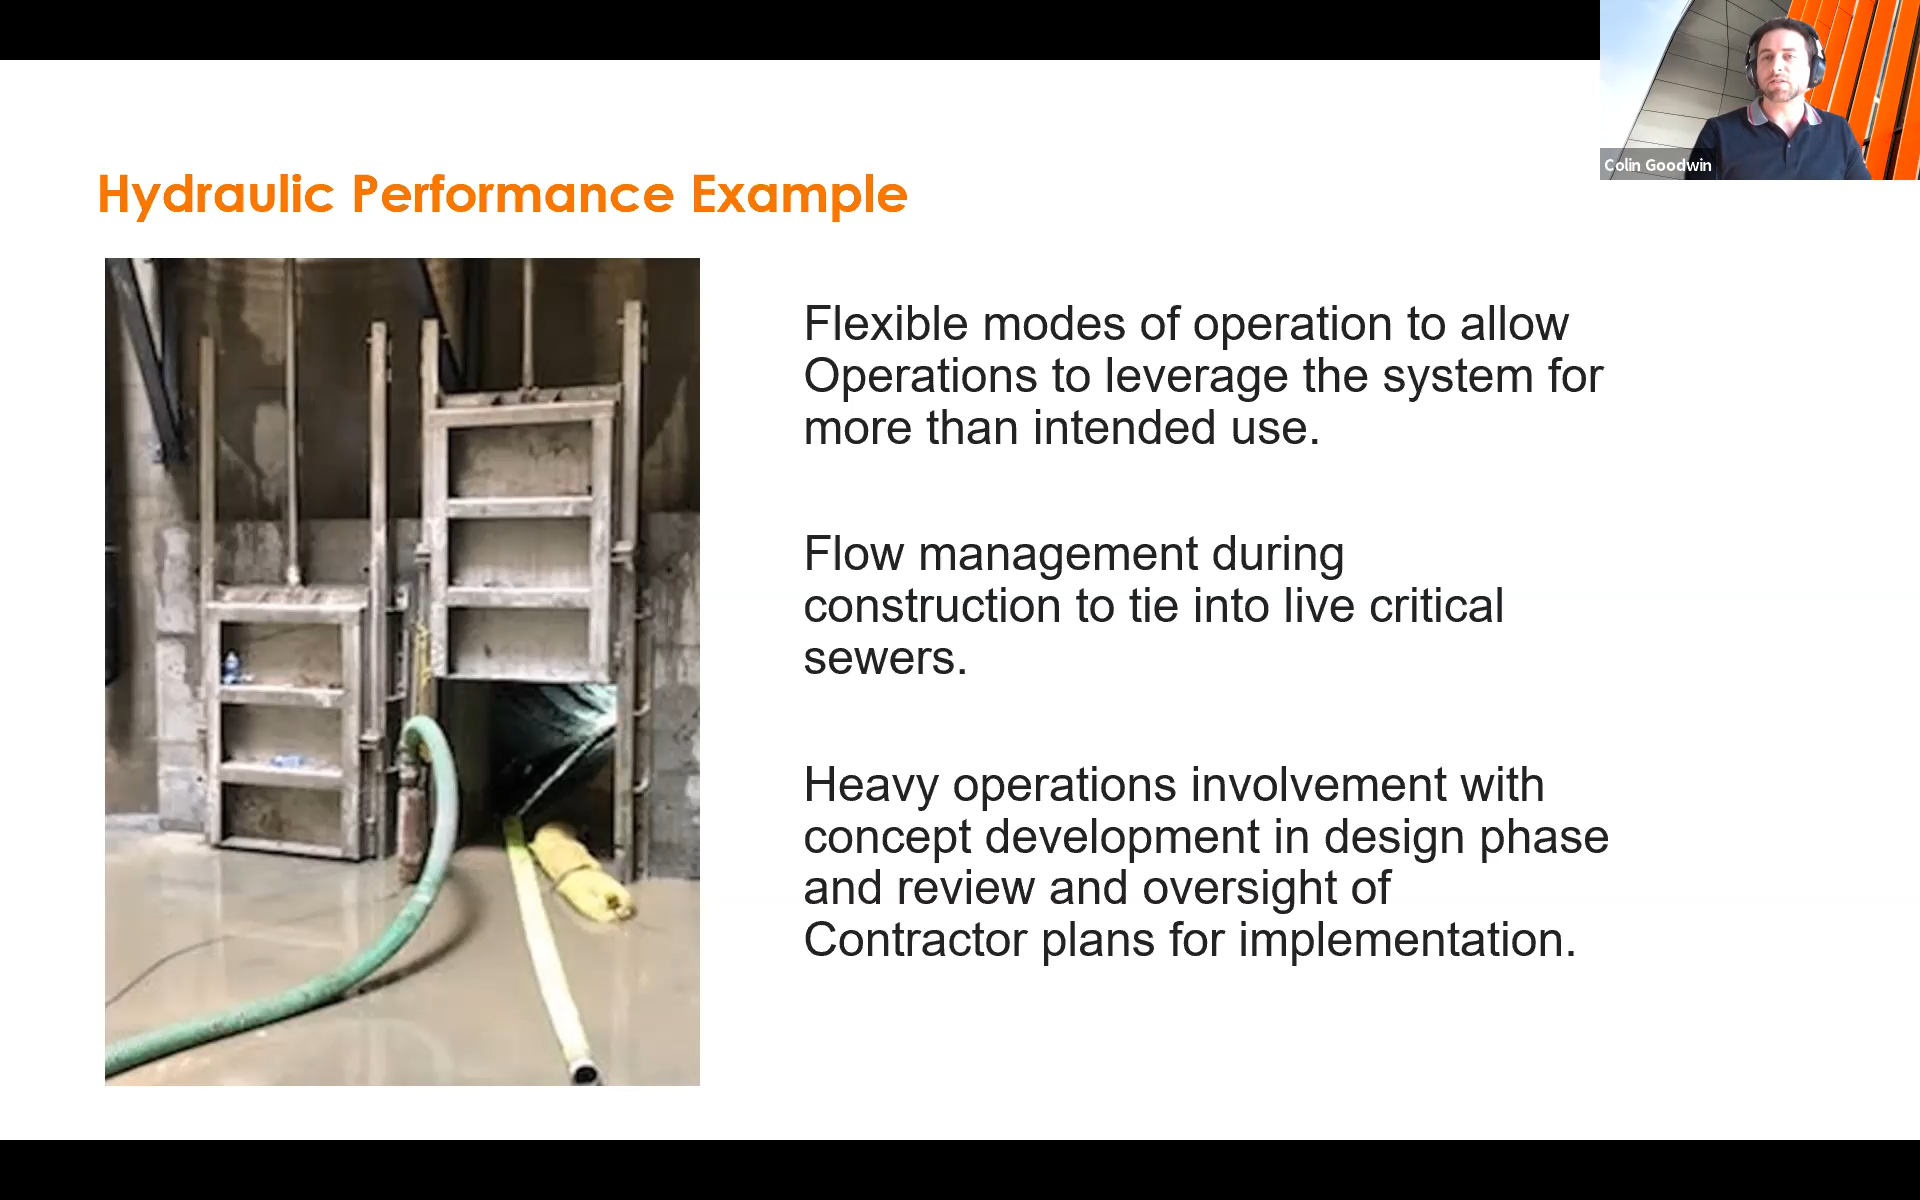 Colin Goodwin
Hydraulic Performance Example
Flexible modes of operation to allow
Operations to leverage the system for
more than intended use.
Flow management during
construction to tie into live critical
sewers.
Heavy operations involvement with
concept development in design phase
and review and oversight of
Contractor plans for implementation.